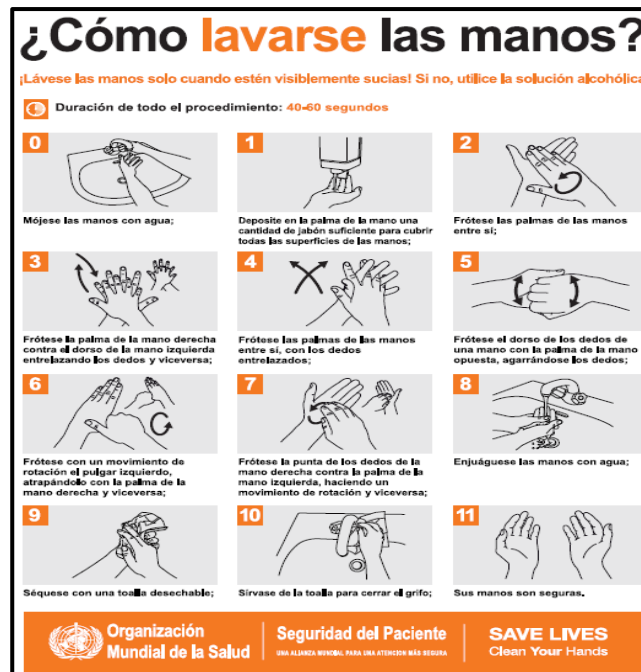 ¿Cómo lavarse las manos?
¡Lávese las manos solo cuando estén visiblemente sucias! Si no, utilice la solución alcohólica
Duración de todo el procedimiento: 40-60 segundos
0
Mójese las manos con agua;
1
Deposite en la palma de la mano una
cantidad de jabón suficiente para cubrir
todas las superficies de las manos;
2
Frótese las palmas de las manos
entre sí;
3
Frótese la palma de la mano derecha
contra el dorso de la mano izquierda
entrelazando los dedos y viceversa;
4
Frótese las palmas de las manos
entre sí, con los dedos
entrelazados;
5
Frótese el dorso de los dedos de
una mano con la palma de la mano
opuesta, agarrándose los dedos;
6
Frótese con un movimiento de
rotación el pulgar izquierdo,
atrapándolo con la palma de la
mano derecha y viceversa;
7
Frótese la punta de los dedos de la
mano derecha contra la palma de la
mano izquierda, haciendo un
movimiento de rotación y viceversa;
8
Enjuáguese las manos con agua;
9
Séquese con una toalla desechable;
10
Sírvase de la toalla para cerrar el grifo;
11
Sus manos son seguras.
Organización
Mundial de la Salud
Seguridad del Paciente
UNA ALIANZA MUNDIAL PARA UNA ATENCION MÁS SEGURA
SAVE LIVES
Clean Your Hands